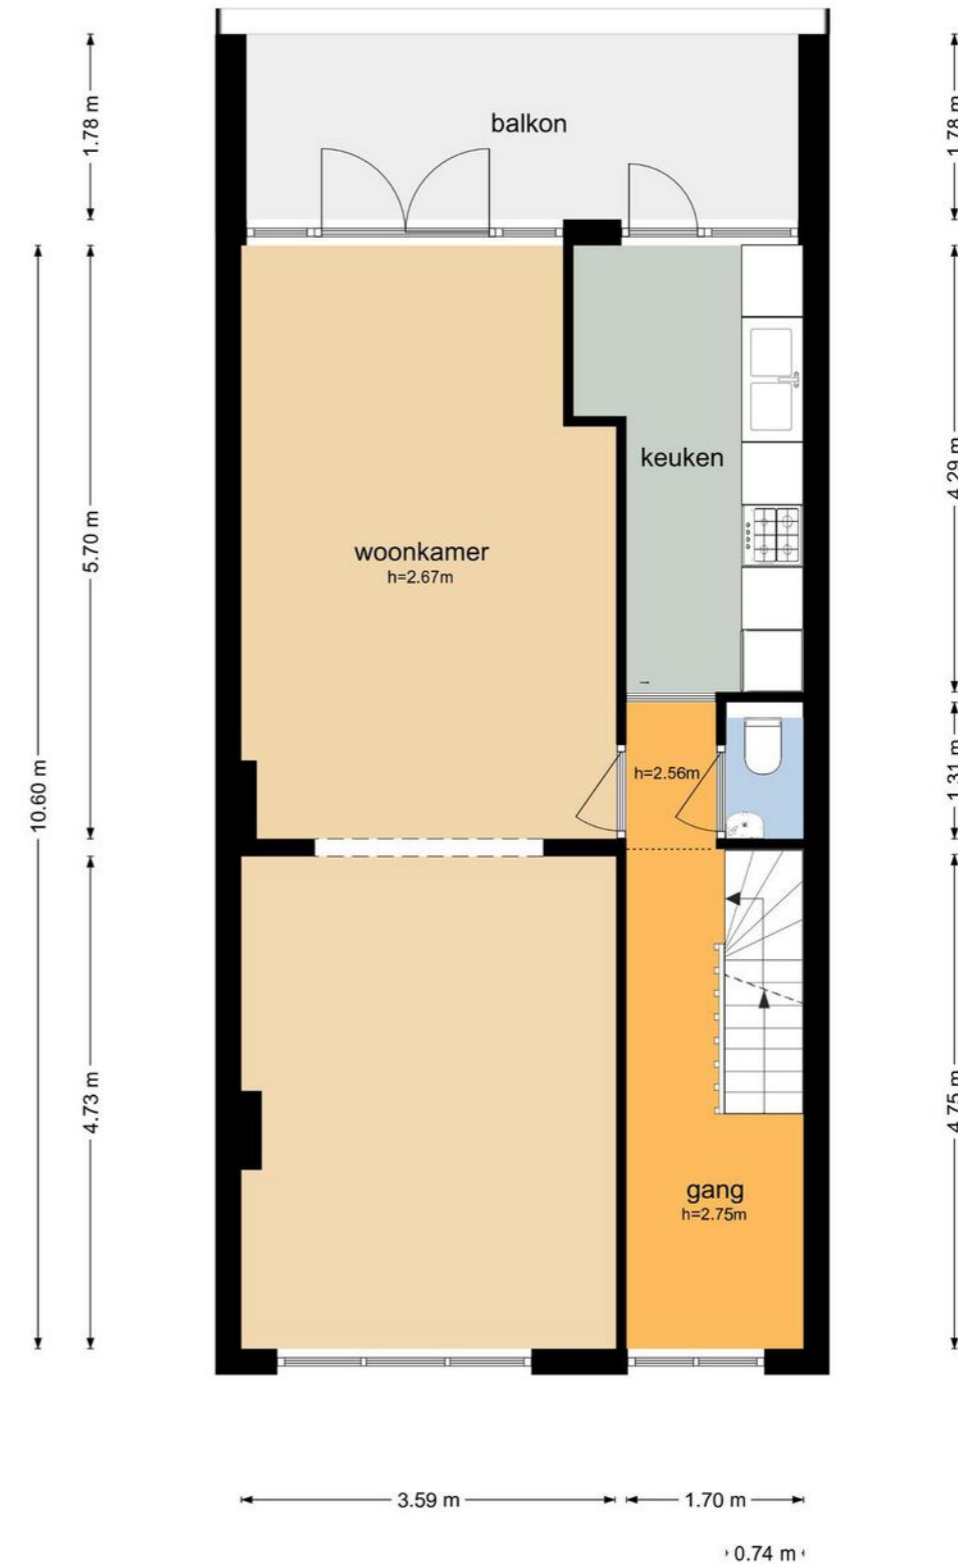 1.78 m
1.78 m
balkon
5.70 m
4.29 m
keuken
woonkamer
h=2.67m
10.60 m
h=2.56m
1.31 m
4.73 m
4.75 m
gang
h=2.75m
3.59 m
1.70 m
0.74 m